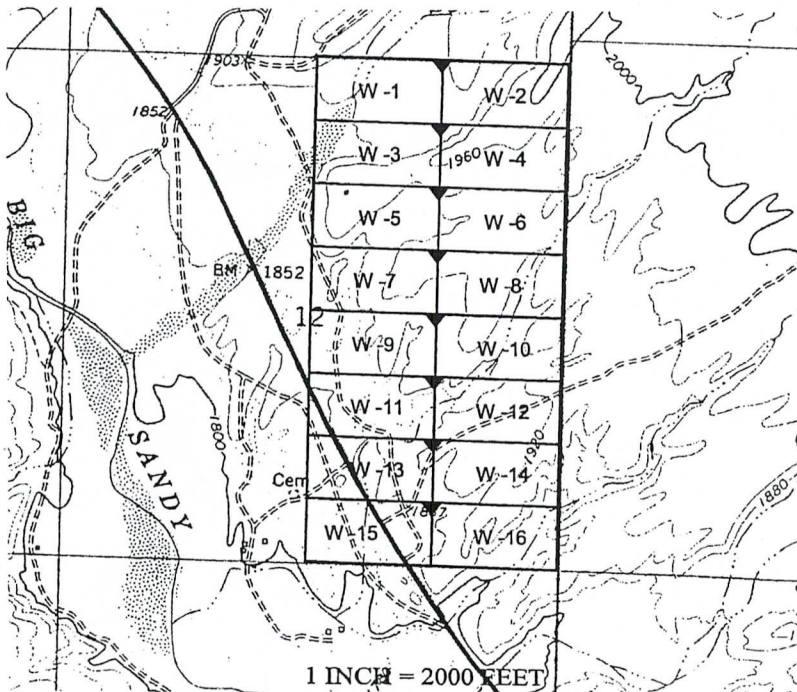 1903
2000
W-1
W-2
1852
W-3
1960
W-4
BIG
W-5
W-6
BM
1852
W-7
W-8
12
W-9
W-10
W-11
W-12
1800
SANDY
W-13
1920
W-14
Cem
1880
W-15
W-16
1 INCH = 2000 FEET